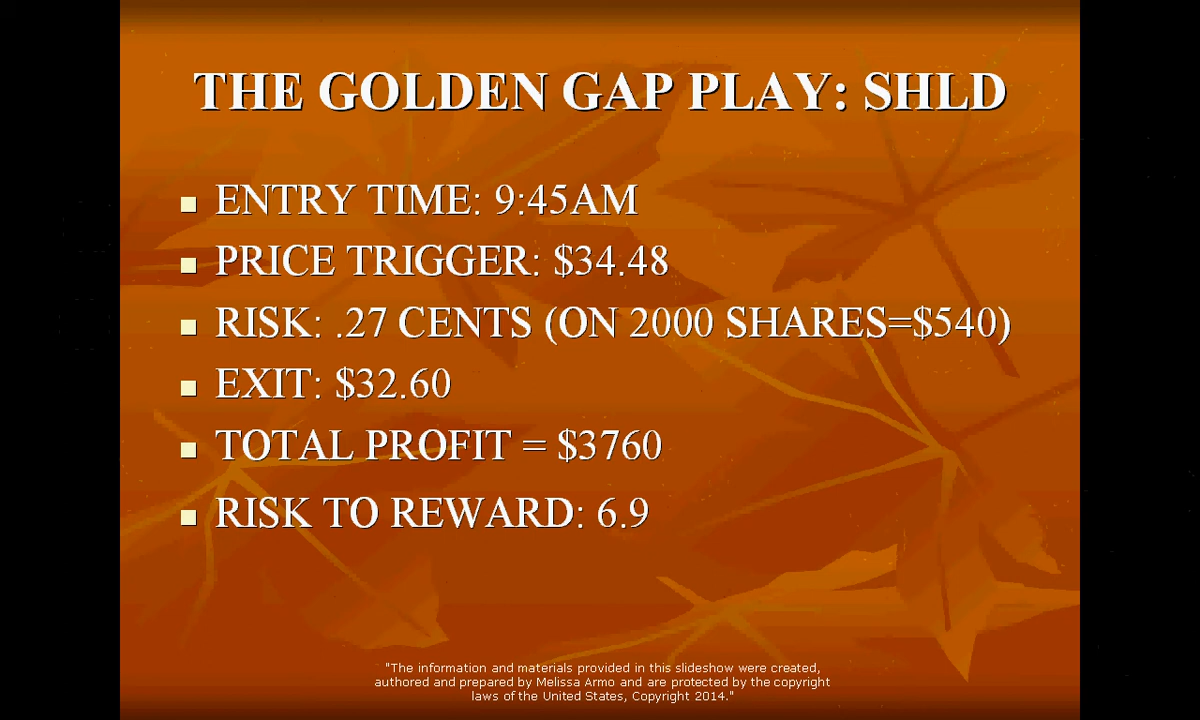 THE GOLDEN GAP PLAY: SHLD
ENTRY TIME: 9:45AM
PRICE TRIGGER: $34.48
RISK: .27 CENTS (ON 2000 SHARES=$540)
EXIT: $32.60
TOTAL PROFIT = $3760
RISK TO REWARD: 6.9
"The information and materials provided in this slideshow were created,
authored and prepared by Melissa Armo and are protected by the copyright
laws of the United States, Copyright 2014."